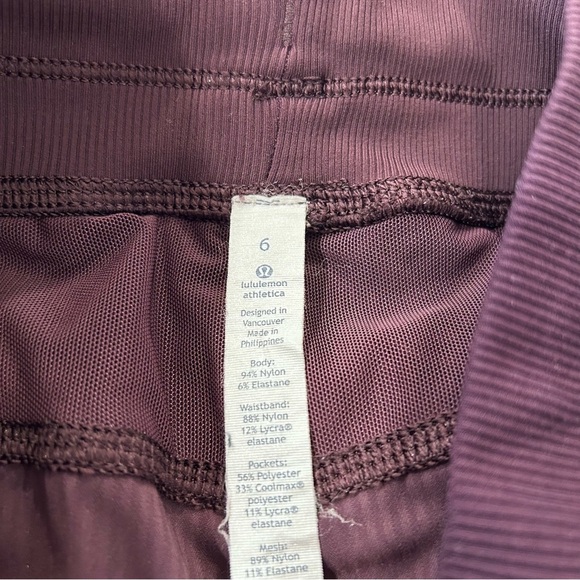 6
lululemon
athletica
Designed in
Vancouver
Made in
Philippines
Body:
94% Nylon
6% Elastane
Waistband:
88% Nylon
12% Lycra®
elastane
Pockets:
56% Polyester
33% Coolmax®
polyester
11% Lycra®
elastane
Mesh:
89% Nylon
11% Elastane